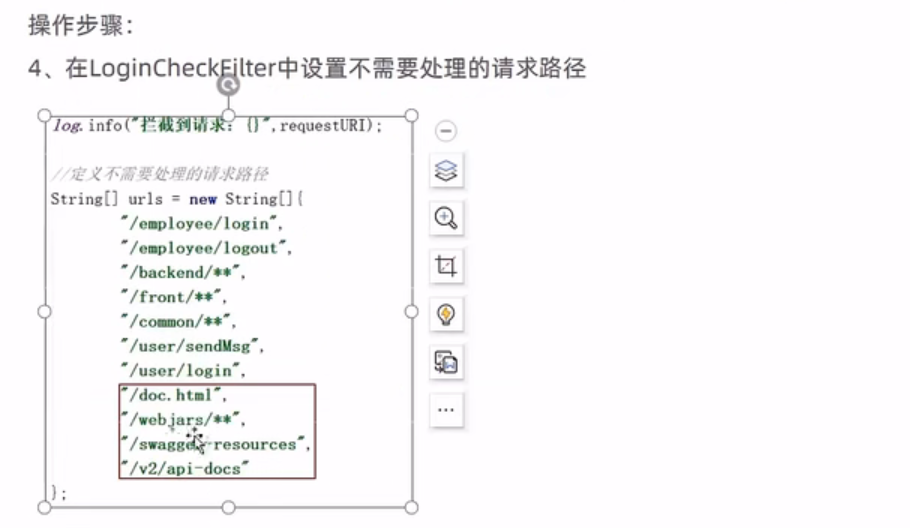 操作步骤:
4、在LoginCheckFilter中设置不需要处理的请求路径
log.info("拦截到请求: {}",requestURI);
//定义不需要处理的请求路径
String[] urls = new String[]{
"/employee/login",
"/employee/logout",
"/backend/**",
"/front/**",
"/common/**",
"/user/sendMsg",
"/user/login",
"/doc.html",
"/webjars/**",
"/swagger-resources",
"/v2/api-docs"
};